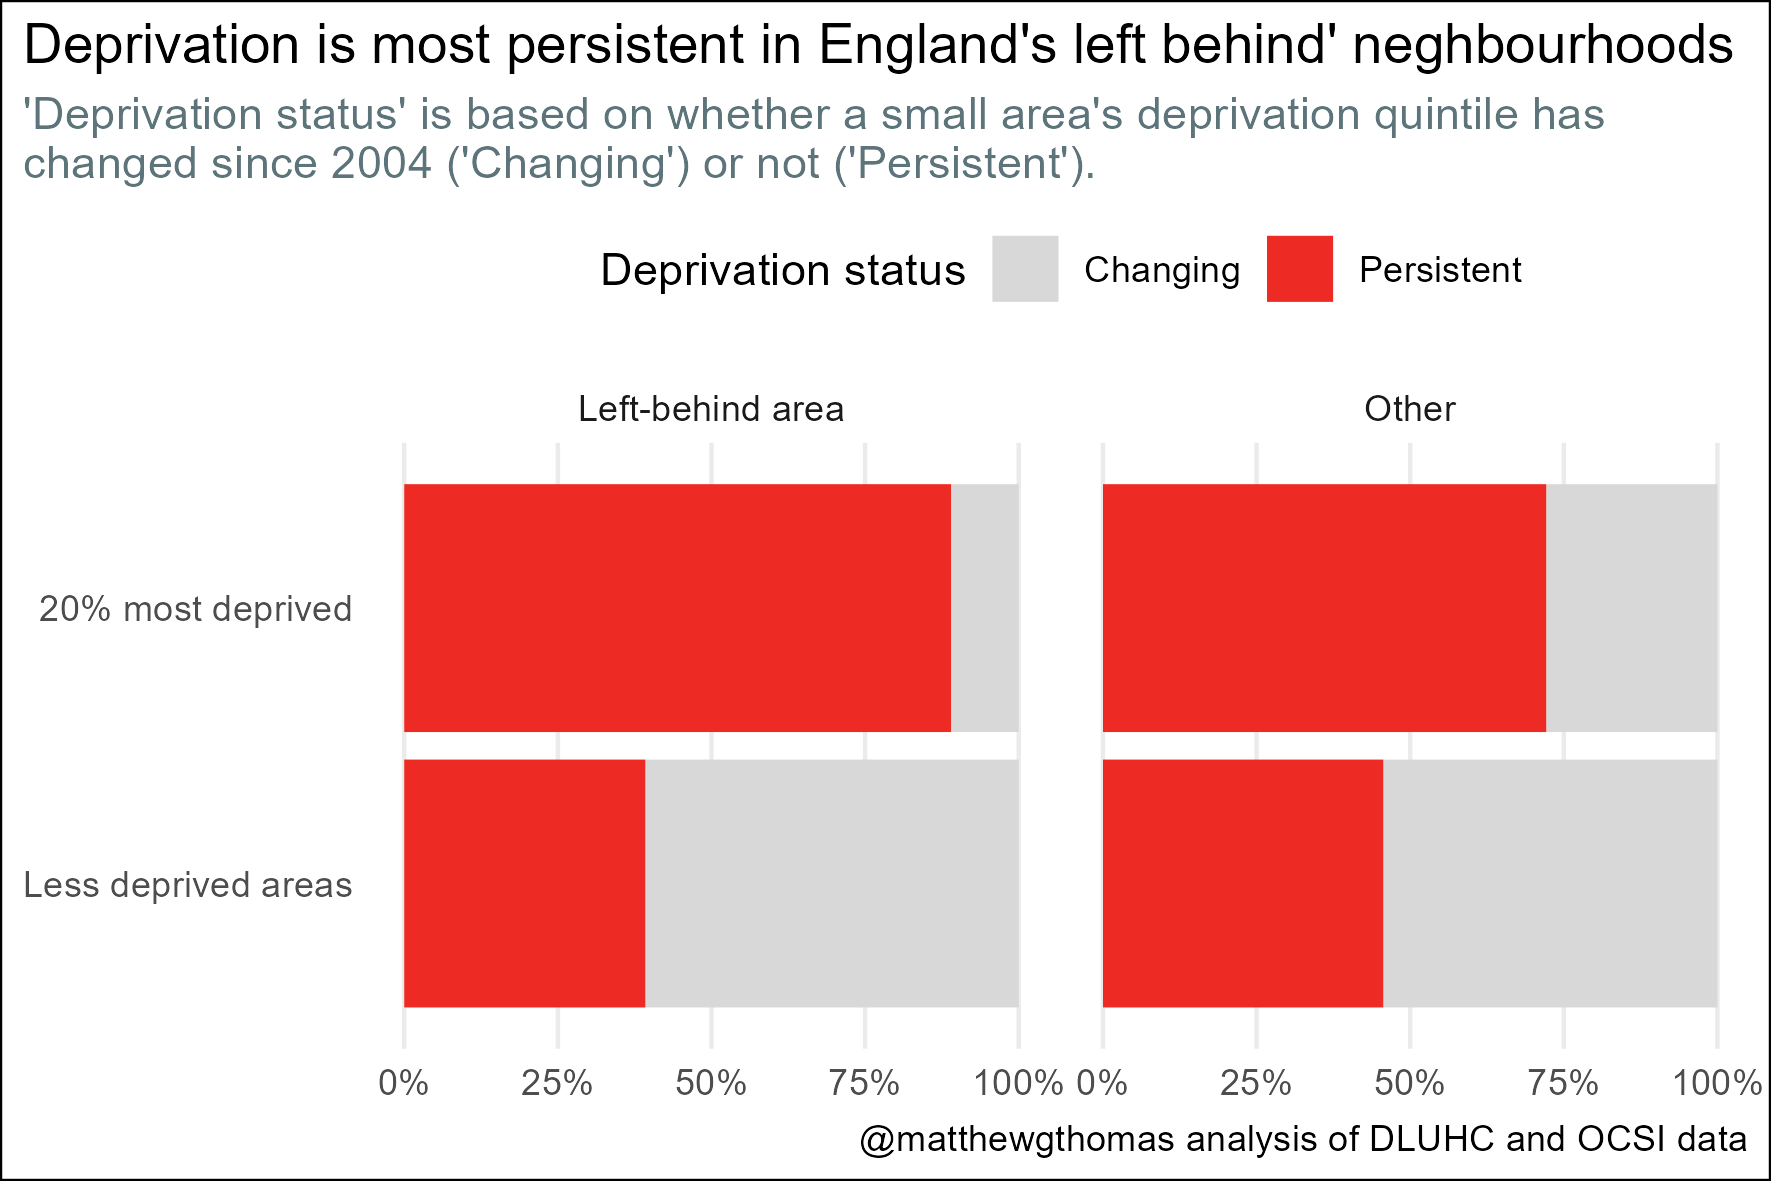 Deprivation is most persistent in England's left behind' neghbourhoods
'Deprivation status' is based on whether a small area's deprivation quintile has
changed since 2004 ('Changing') or not ('Persistent').
Deprivation status Changing Persistent
Left-behind area Other
20% most deprived
Less deprived areas
0% 25% 50% 75% 100% 0% 25% 50% 75% 100%
@matthewgthomas analysis of DLUHC and OCSI data